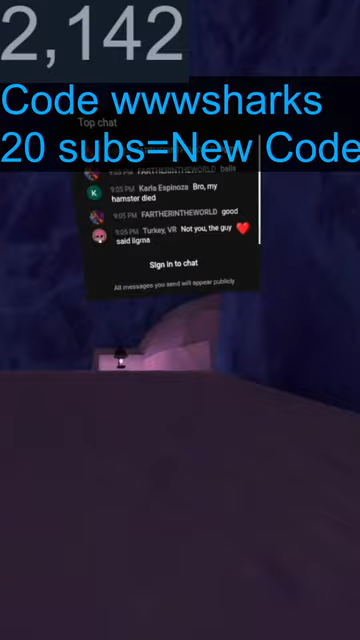 2,142
Code wwwsharks
Top chat
20 subs=New Code
9:05 PM FARTHERINTHEWORLD balls
K 9:05 PM Karla Espinoza Bro, my
hamster died
9:05 PM FARTHERINTHEWORLD good
9:05 PM Turkey, VR Not you, the guy ❤️
said ligma
Sign in to chat
All messages you send will appear publicly